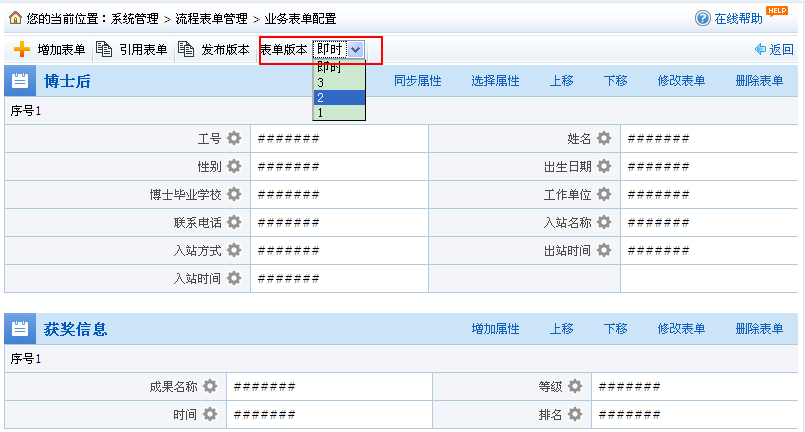 您的当前位置：系统管理 > 流程表单管理 > 业务表单配置 在线帮助 HELP
增加表单 引用表单 发布版本 表单版本 即时 返回
即时
3
2
1
博士后 同步属性 选择属性 上移 下移 修改表单 删除表单
序号1
工号 ####### 姓名 #######
性别 ####### 出生日期 #######
博士毕业学校 ####### 工作单位 #######
联系电话 ####### 入站名称 #######
入站方式 ####### 出站时间 #######
入站时间 #######
获奖信息 增加属性 上移 下移 修改表单 删除表单
序号1
成果名称 ####### 等级 #######
时间 ####### 排名 #######